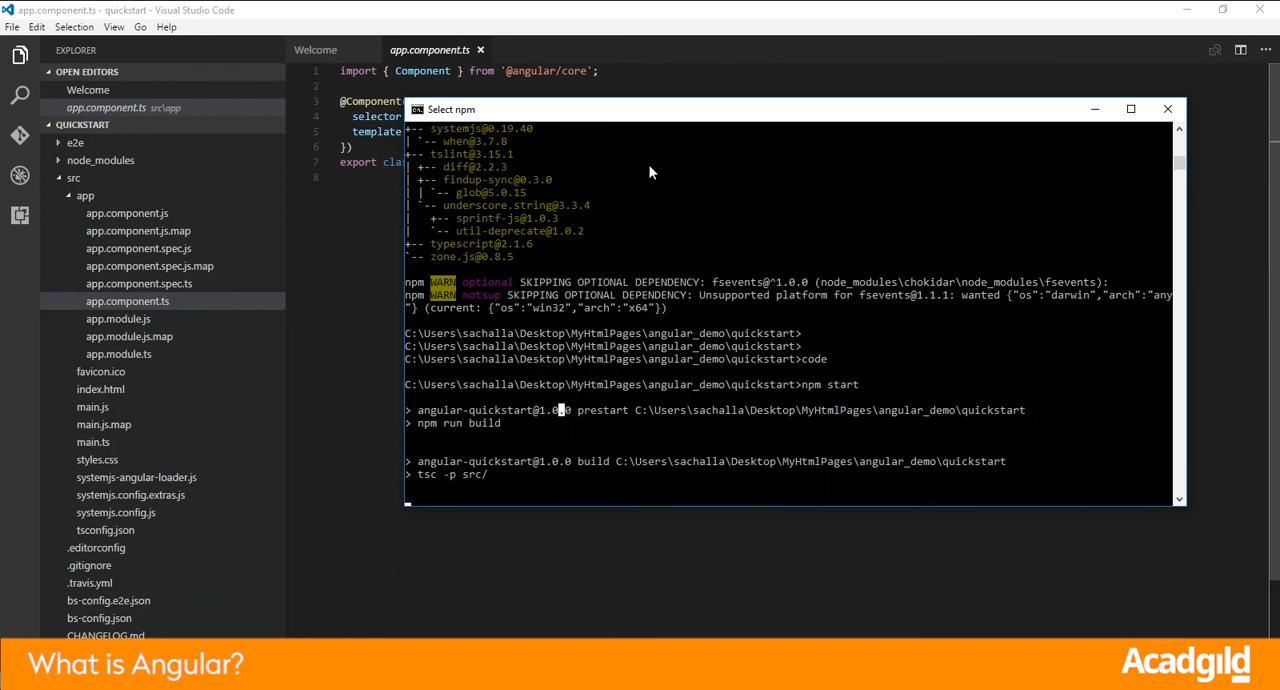 app.component.ts - quickstart - Visual Studio Code
File Edit Selection View Go Help
EXPLORER
OPEN EDITORS
Welcome
app.component.ts src\app
QUICKSTART
e2e
node_modules
src
app
app.component.js
app.component.js.map
app.component.spec.js
app.component.spec.js.map
app.component.spec.ts
app.component.ts
app.module.js
app.module.js.map
app.module.ts
favicon.ico
index.html
main.js
main.js.map
main.ts
styles.css
systemjs-angular-loader.js
systemjs.config.extras.js
systemjs.config.js
tsconfig.json
.editorconfig
.gitignore
.travis.yml
bs-config.e2e.json
bs-config.json
CHANGELOG.md
Welcome app.component.ts
1 import { Component } from '@angular/core';
2
3 @Component(
4 selector
5 template
6 })
7 export clas
8
Select npm
+-- systemjs@0.19.40
| `-- when@3.7.8
+-- tslint@3.15.1
| +-- diff@2.2.3
| +-- findup-sync@0.3.0
| | `-- glob@5.0.15
| `-- underscore.string@3.3.4
|   +-- sprintf-js@1.0.3
|   `-- util-deprecate@1.0.2
+-- typescript@2.1.6
`-- zone.js@0.8.5
npm WARN optional SKIPPING OPTIONAL DEPENDENCY: fsevents@^1.0.0 (node_modules\chokidar\node_modules\fsevents):
npm WARN notsup SKIPPING OPTIONAL DEPENDENCY: Unsupported platform for fsevents@1.1.1: wanted {"os":"darwin","arch":"any
"} (current: {"os":"win32","arch":"x64"})
C:\Users\sachalla\Desktop\MyHtmlPages\angular_demo\quickstart>
C:\Users\sachalla\Desktop\MyHtmlPages\angular_demo\quickstart>
C:\Users\sachalla\Desktop\MyHtmlPages\angular_demo\quickstart>code
C:\Users\sachalla\Desktop\MyHtmlPages\angular_demo\quickstart>npm start
> angular-quickstart@1.0.0 prestart C:\Users\sachalla\Desktop\MyHtmlPages\angular_demo\quickstart
> npm run build
> angular-quickstart@1.0.0 build C:\Users\sachalla\Desktop\MyHtmlPages\angular_demo\quickstart
> tsc -p src/
What is Angular?
Acadgild